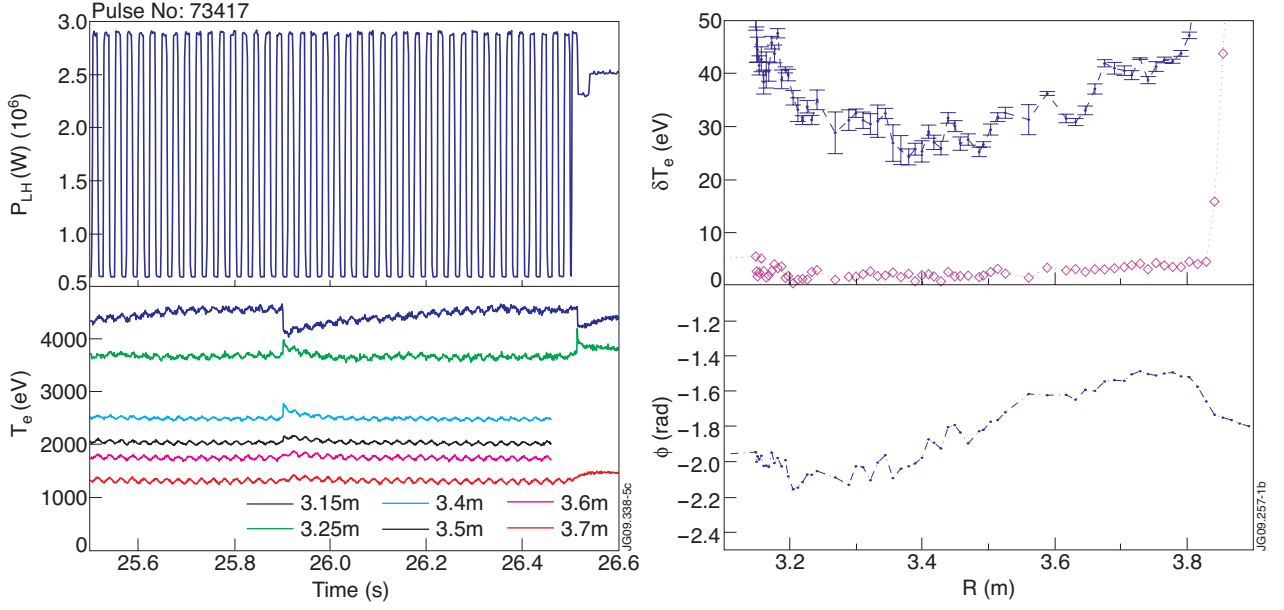 Pulse No: 73417
3.0
2.5
2.0
1.5
1.0
0.5
P_LH (W) (10^6)
4000
3000
2000
1000
0
T_e (eV)
3.15m
3.4m
3.6m
3.25m
3.5m
3.7m
25.6
25.8
26.0
26.2
26.4
26.6
Time (s)
JG09.338-5c
50
40
30
20
10
0
δT_e (eV)
−1.2
−1.4
−1.6
−1.8
−2.0
−2.2
−2.4
ϕ (rad)
3.2
3.4
3.6
3.8
R (m)
JG09.257-1b